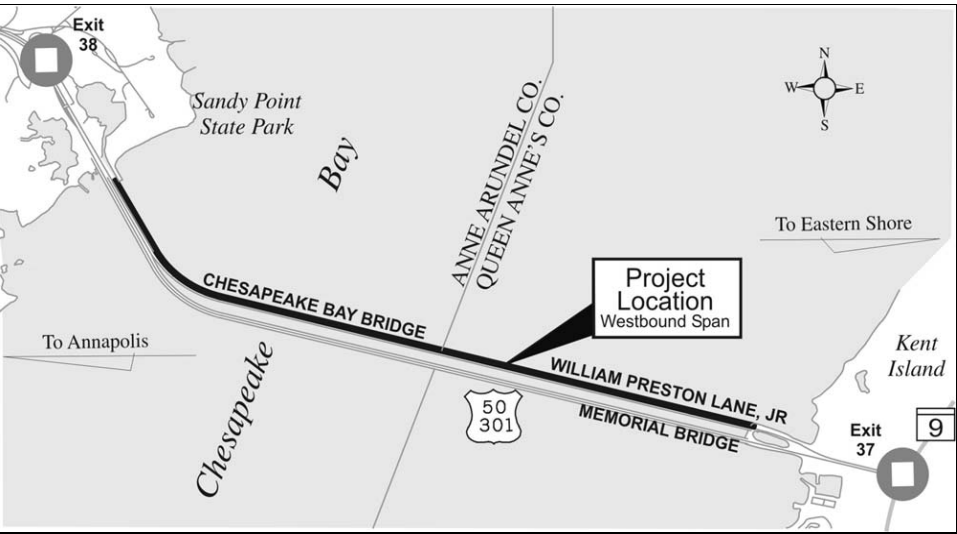 Exit
38
Sandy Point
State Park
Bay
ANNE ARUNDEL CO.
QUEEN ANNE'S CO.
N
W
E
S
To Eastern Shore
Project
Location
Westbound Span
CHESAPEAKE BAY BRIDGE
To Annapolis
Chesapeake
50
301
WILLIAM PRESTON LANE, JR
MEMORIAL BRIDGE
Kent
Island
9
Exit
37